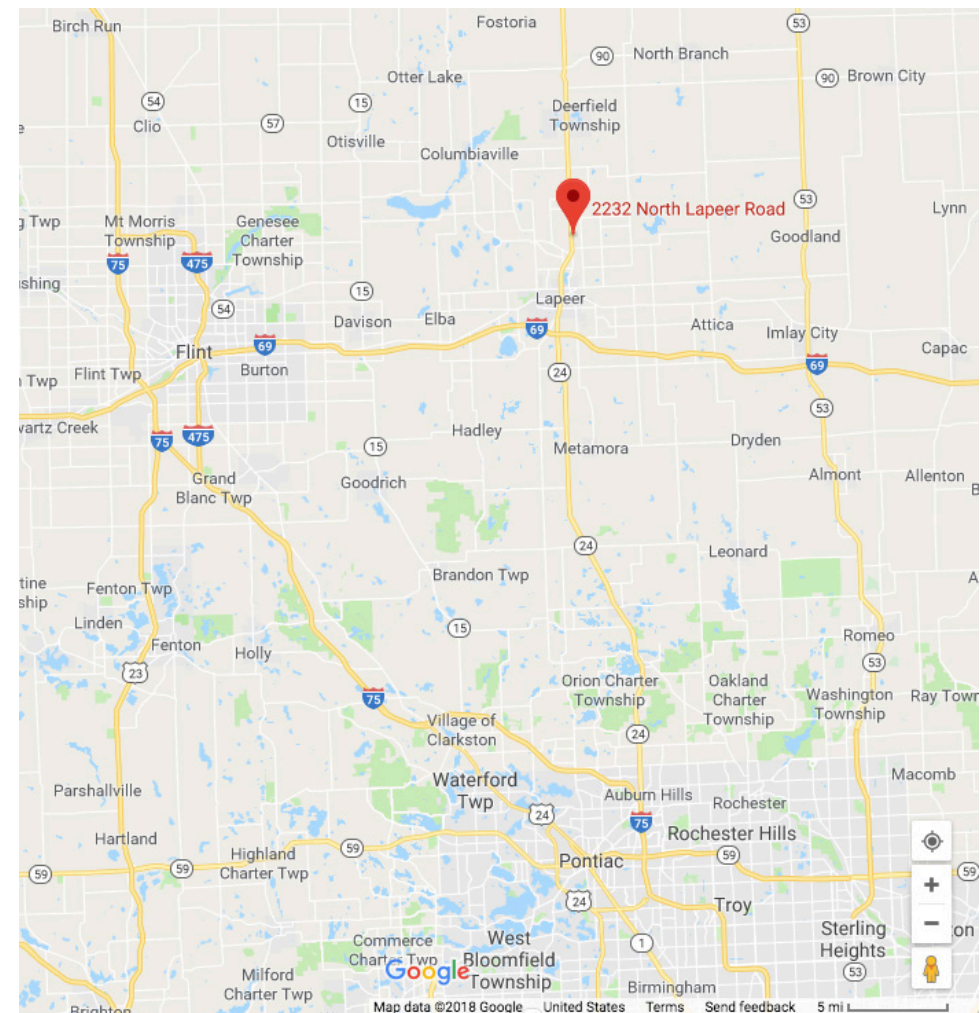 Birch Run
Fostoria
53
90
North Branch
Otter Lake
90
Brown City
54
15
Deerfield
Township
Clio
57
Otisville
Columbiaville
2232 North Lapeer Road
53
Lynn
g Twp
Mt Morris
Township
Genesee
Charter
Township
Goodland
75
475
shing
15
Lapeer
54
Davison
Elba
69
Attica
Imlay City
Flint
69
Capac
Burton
Flint Twp
n Twp
24
69
53
wartz Creek
75
475
15
Hadley
Metamora
Dryden
Grand
Blanc Twp
Goodrich
Almont
Allenton
24
Leonard
tine
ship
Fenton Twp
Brandon Twp
A
Linden
15
Fenton
Holly
Romeo
53
23
75
Orion Charter
Township
Oakland
Charter
Township
Washington
Township
Ray Town
Village of
Clarkston
24
Waterford
Twp
Macomb
Parshallville
24
Auburn Hills
Rochester
75
Hartland
Rochester Hills
59
Highland
Charter Twp
59
59
59
Pontiac
59
59
24
Troy
Commerce
Charter Twp
West
Bloomfield
Township
1
Sterling
Heights
ton
53
Google
Milford
Charter Twp
Birmingham
Brighton
Map data ©2018 Google United States Terms Send feedback 5 mi